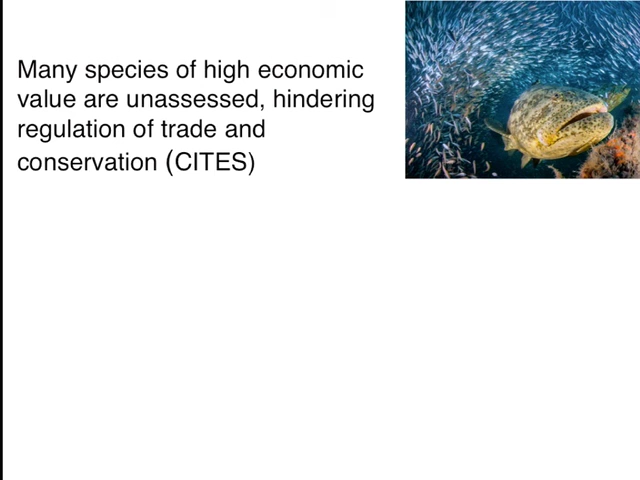 Many species of high economic
value are unassessed, hindering
regulation of trade and
conservation (CITES)